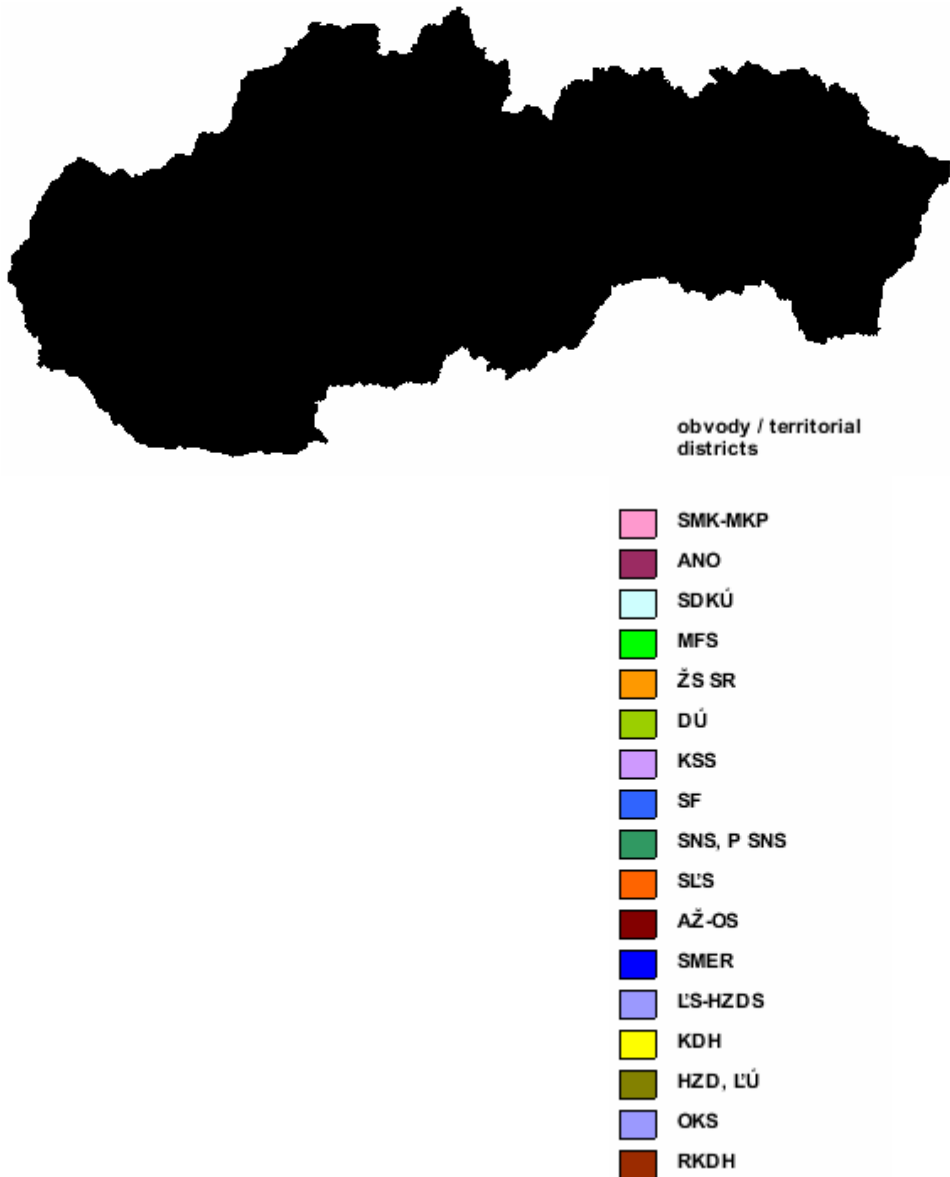 obvody / territorial
districts
SMK-MKP
ANO
SDKÚ
MFS
ŽS SR
DÚ
KSS
SF
SNS, P SNS
SĽS
AŽ-OS
SMER
ĽS-HZDS
KDH
HZD, ĽÚ
OKS
RKDH